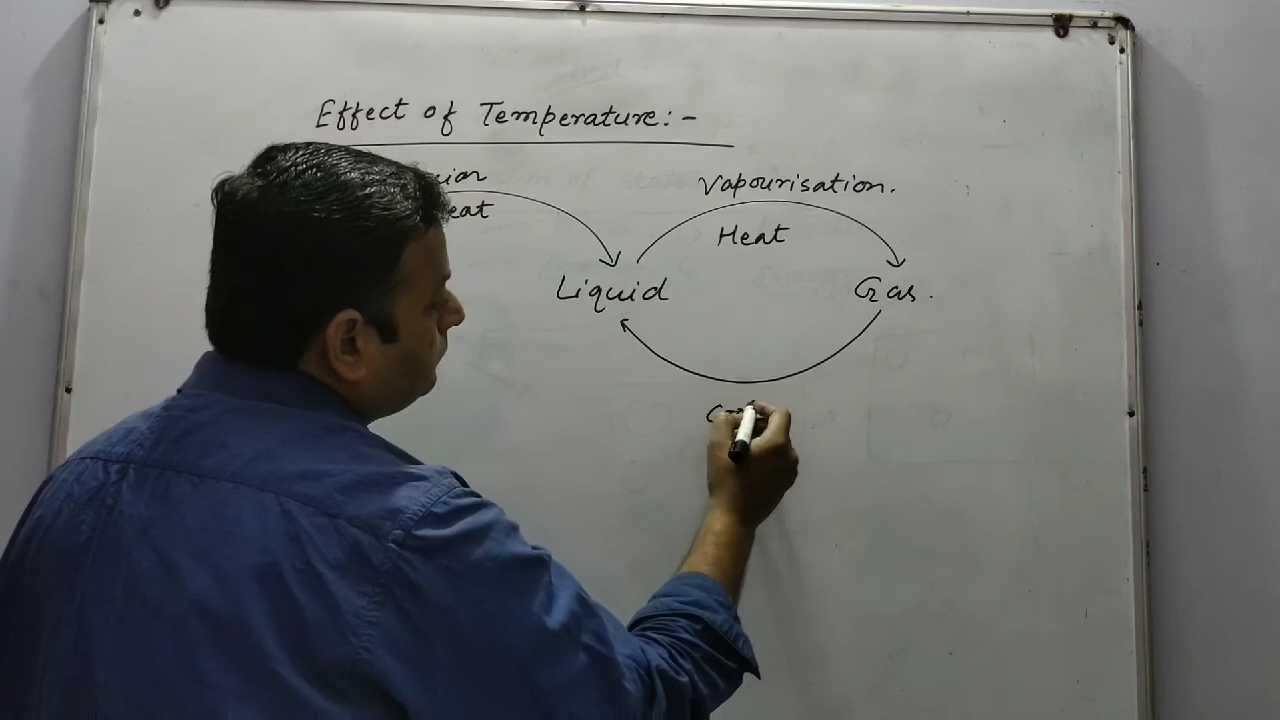 Effect of Temperature:-
Vapourisation.
Heat
Liquid
Gas.